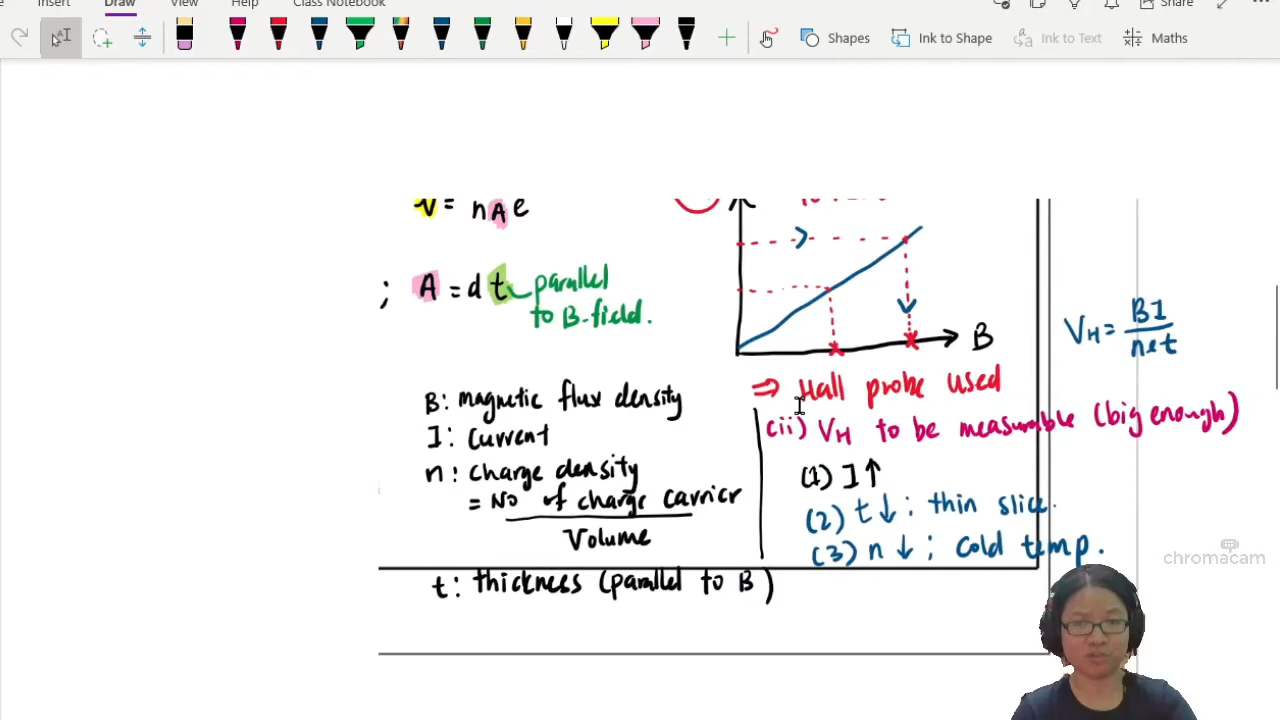 Insert Draw View Help Class Notebook Share
Shapes Ink to Shape Ink to Text Maths
v = nAe
; A = dt parallel
to B-field.
B
VH = BI
net
⇒ Hall probe used
B: magnetic flux density
I: Current
n: Charge density
= No of charge carrier
Volume
t: thickness (parallel to B)
(ii) VH to be measurable (big enough)
(1) I↑
(2) t↓: thin slice.
(3) n↓; cold temp.
chromacam